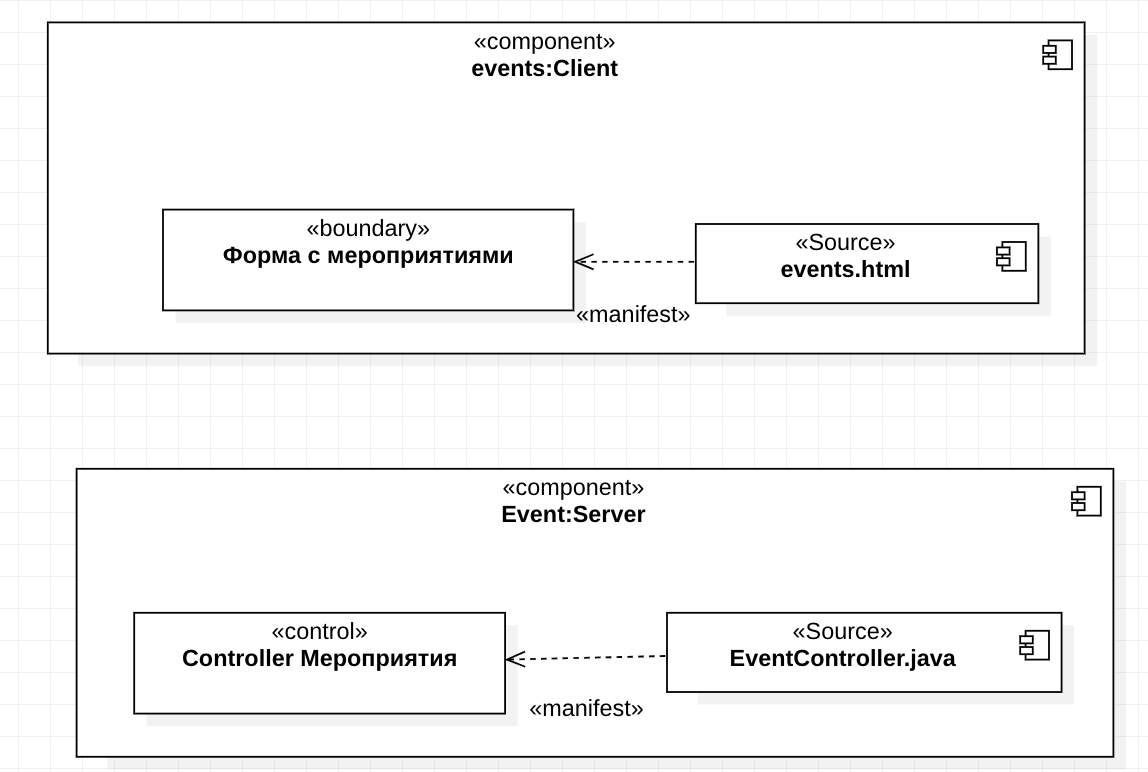 «component»
events:Client
«boundary»
Форма с мероприятиями
«Source»
events.html
«manifest»
«component»
Event:Server
«control»
Controller Мероприятия
«Source»
EventController.java
«manifest»